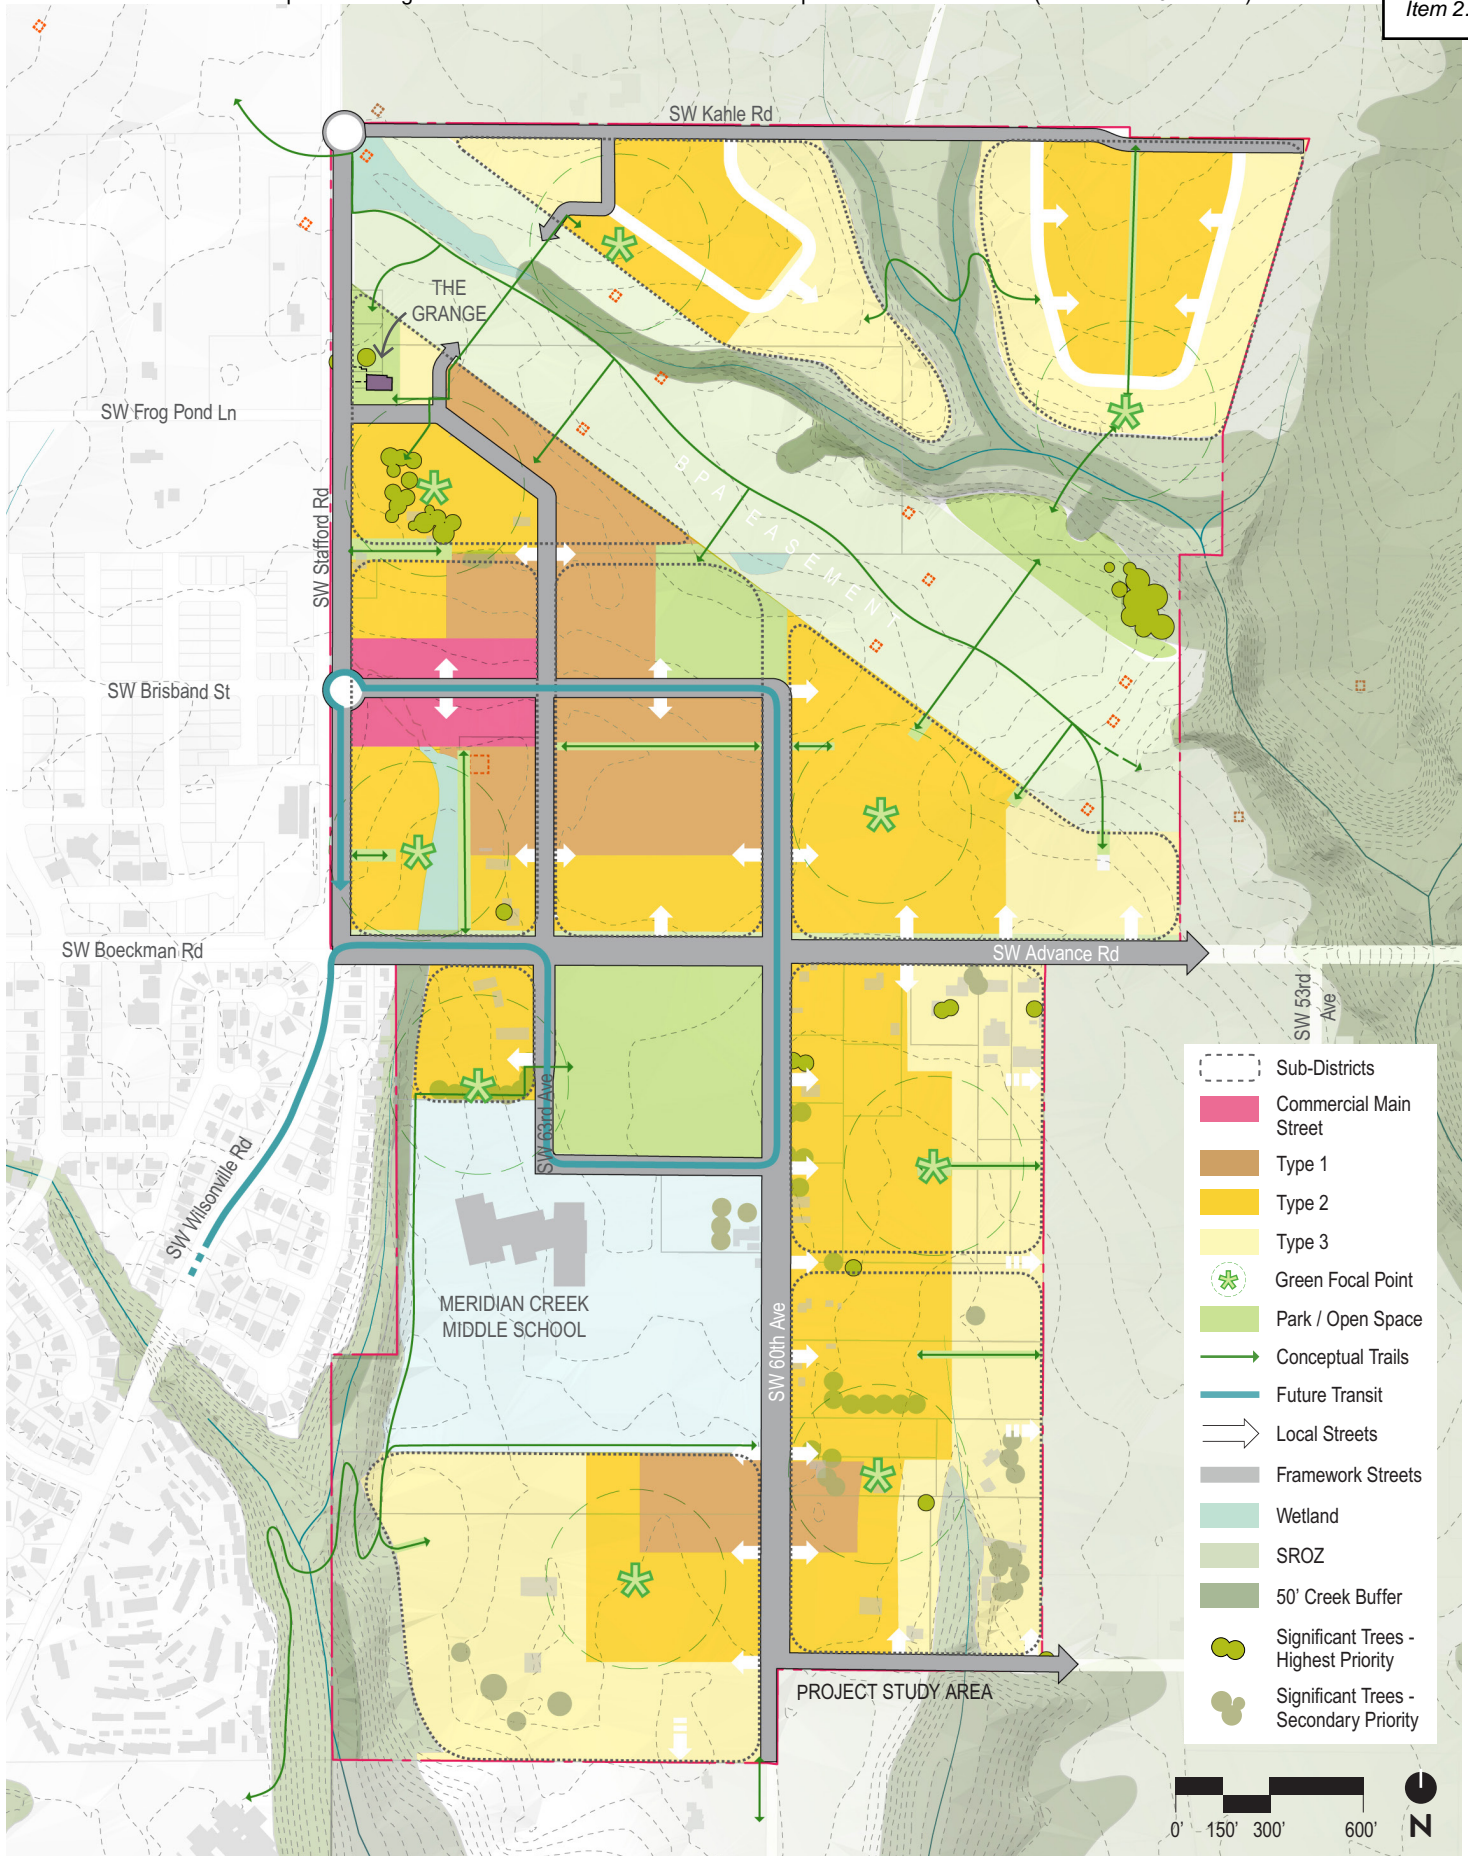 Item 2.
SW Kahle Rd
THE
GRANGE
SW Frog Pond Ln
SW Stafford Rd
BPA EASEMENT
SW Brisband St
SW Boeckman Rd
SW Advance Rd
SW 53rd
Ave
SW 63rd Ave
SW Wilsonville Rd
MERIDIAN CREEK
MIDDLE SCHOOL
SW 60th Ave
PROJECT STUDY AREA
Sub-Districts
Commercial Main
Street
Type 1
Type 2
Type 3
Green Focal Point
Park / Open Space
Conceptual Trails
Future Transit
Local Streets
Framework Streets
Wetland
SROZ
50' Creek Buffer
Significant Trees -
Highest Priority
Significant Trees -
Secondary Priority
0' 150' 300' 600'
N